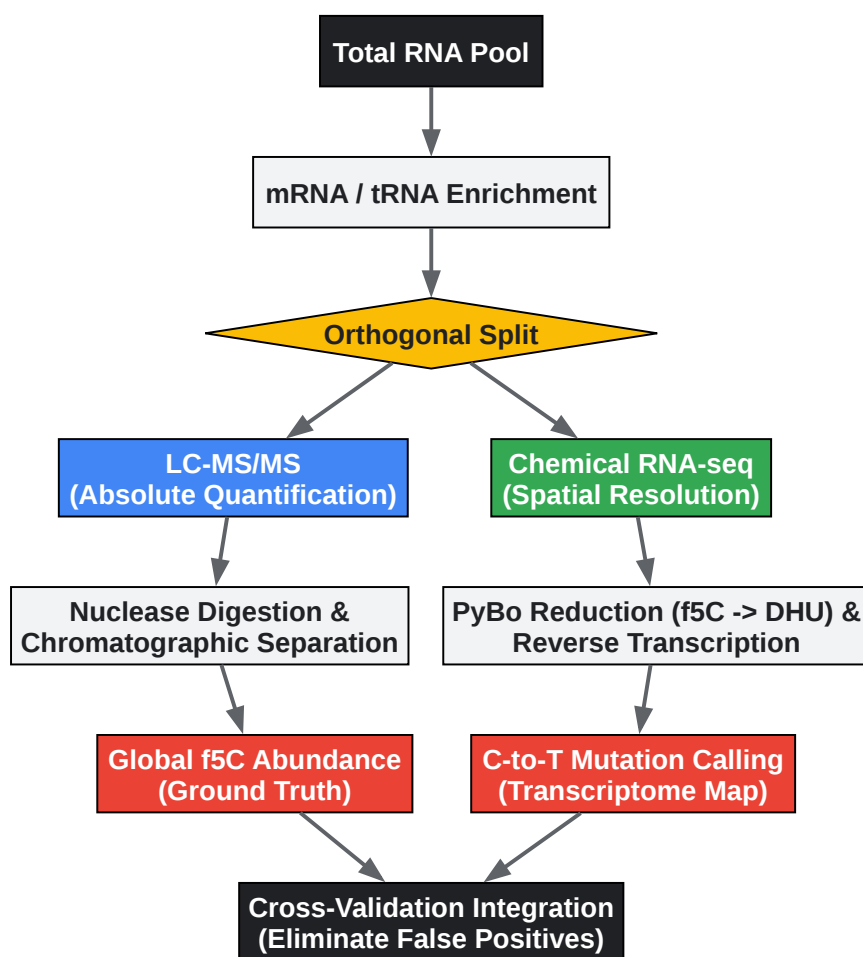 Total RNA Pool
mRNA / tRNA Enrichment
Orthogonal Split
LC-MS/MS
(Absolute Quantification)
Chemical RNA-seq
(Spatial Resolution)
Nuclease Digestion &
Chromatographic Separation
PyBo Reduction (f5C -> DHU) &
Reverse Transcription
Global f5C Abundance
(Ground Truth)
C-to-T Mutation Calling
(Transcriptome Map)
Cross-Validation Integration
(Eliminate False Positives)